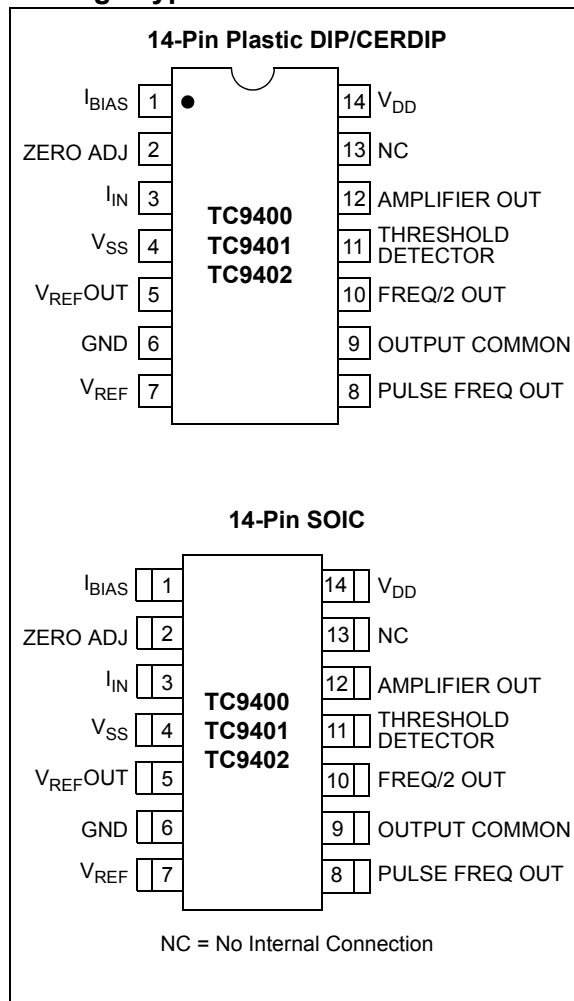 14-Pin Plastic DIP/CERDIP
IBIAS 1
ZERO ADJ 2
IIN 3
VSS 4
VREFOUT 5
GND 6
VREF 7
TC9400
TC9401
TC9402
14 VDD
13 NC
12 AMPLIFIER OUT
11 THRESHOLD
DETECTOR
10 FREQ/2 OUT
9 OUTPUT COMMON
8 PULSE FREQ OUT
14-Pin SOIC
IBIAS 1
ZERO ADJ 2
IIN 3
VSS 4
VREFOUT 5
GND 6
VREF 7
TC9400
TC9401
TC9402
14 VDD
13 NC
12 AMPLIFIER OUT
11 THRESHOLD
DETECTOR
10 FREQ/2 OUT
9 OUTPUT COMMON
8 PULSE FREQ OUT
NC = No Internal Connection